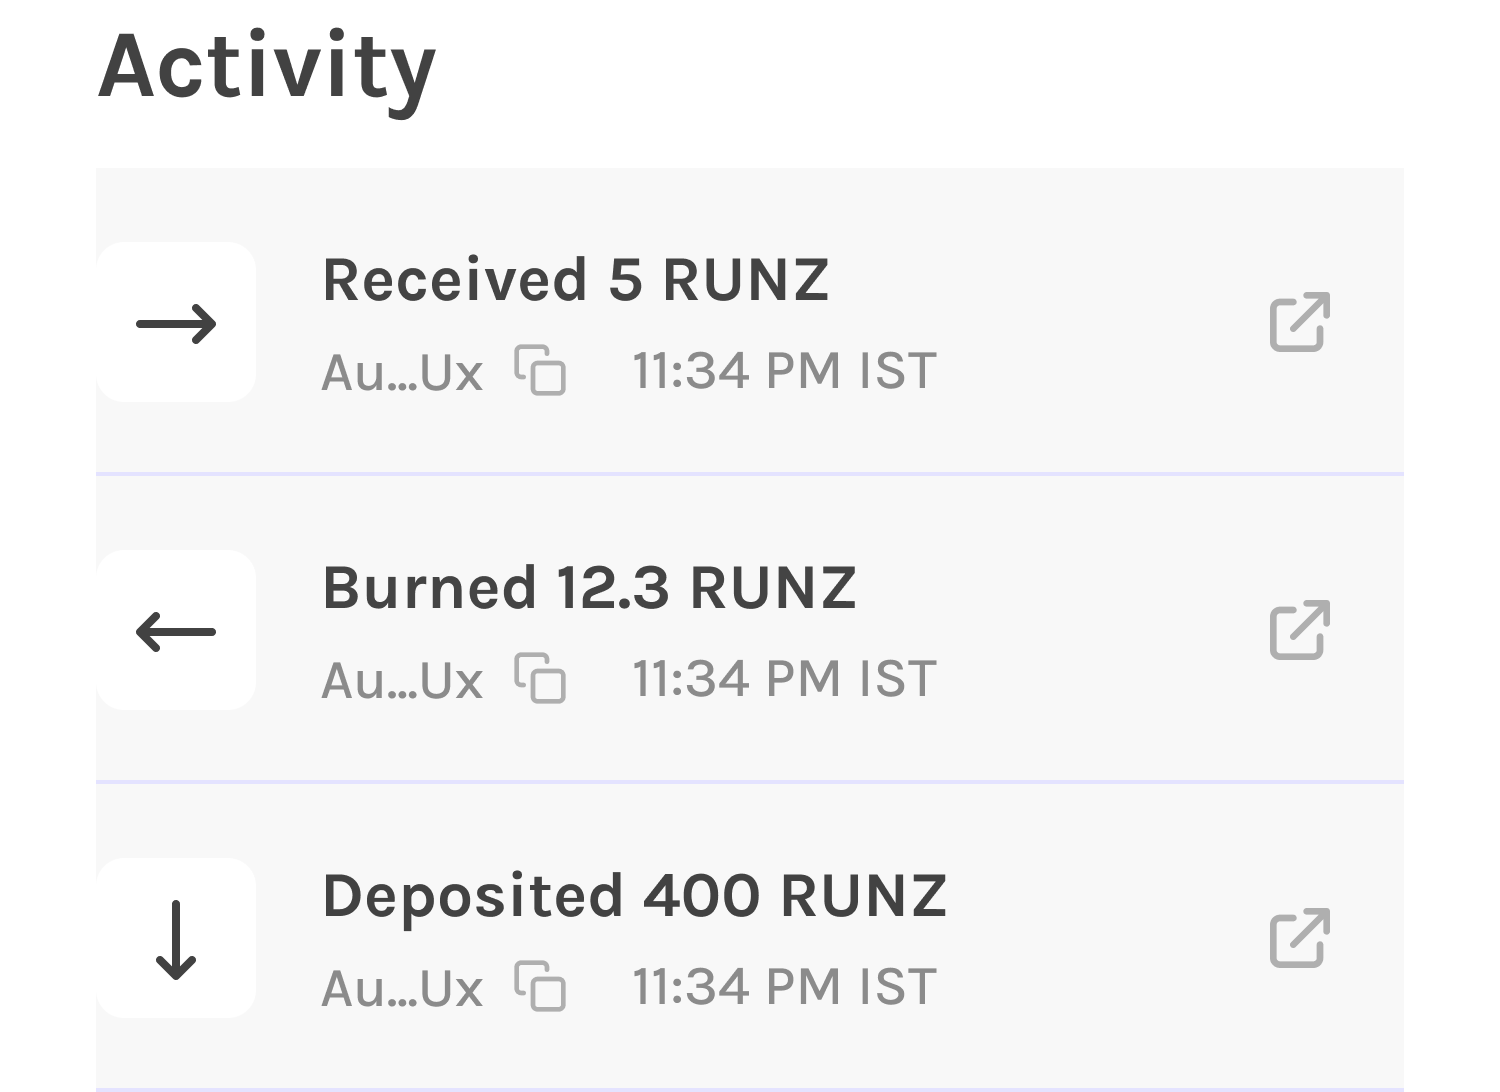 Activity
Received 5 RUNZ
Au...Ux 11:34 PM IST
Burned 12.3 RUNZ
Au...Ux 11:34 PM IST
Deposited 400 RUNZ
Au...Ux 11:34 PM IST